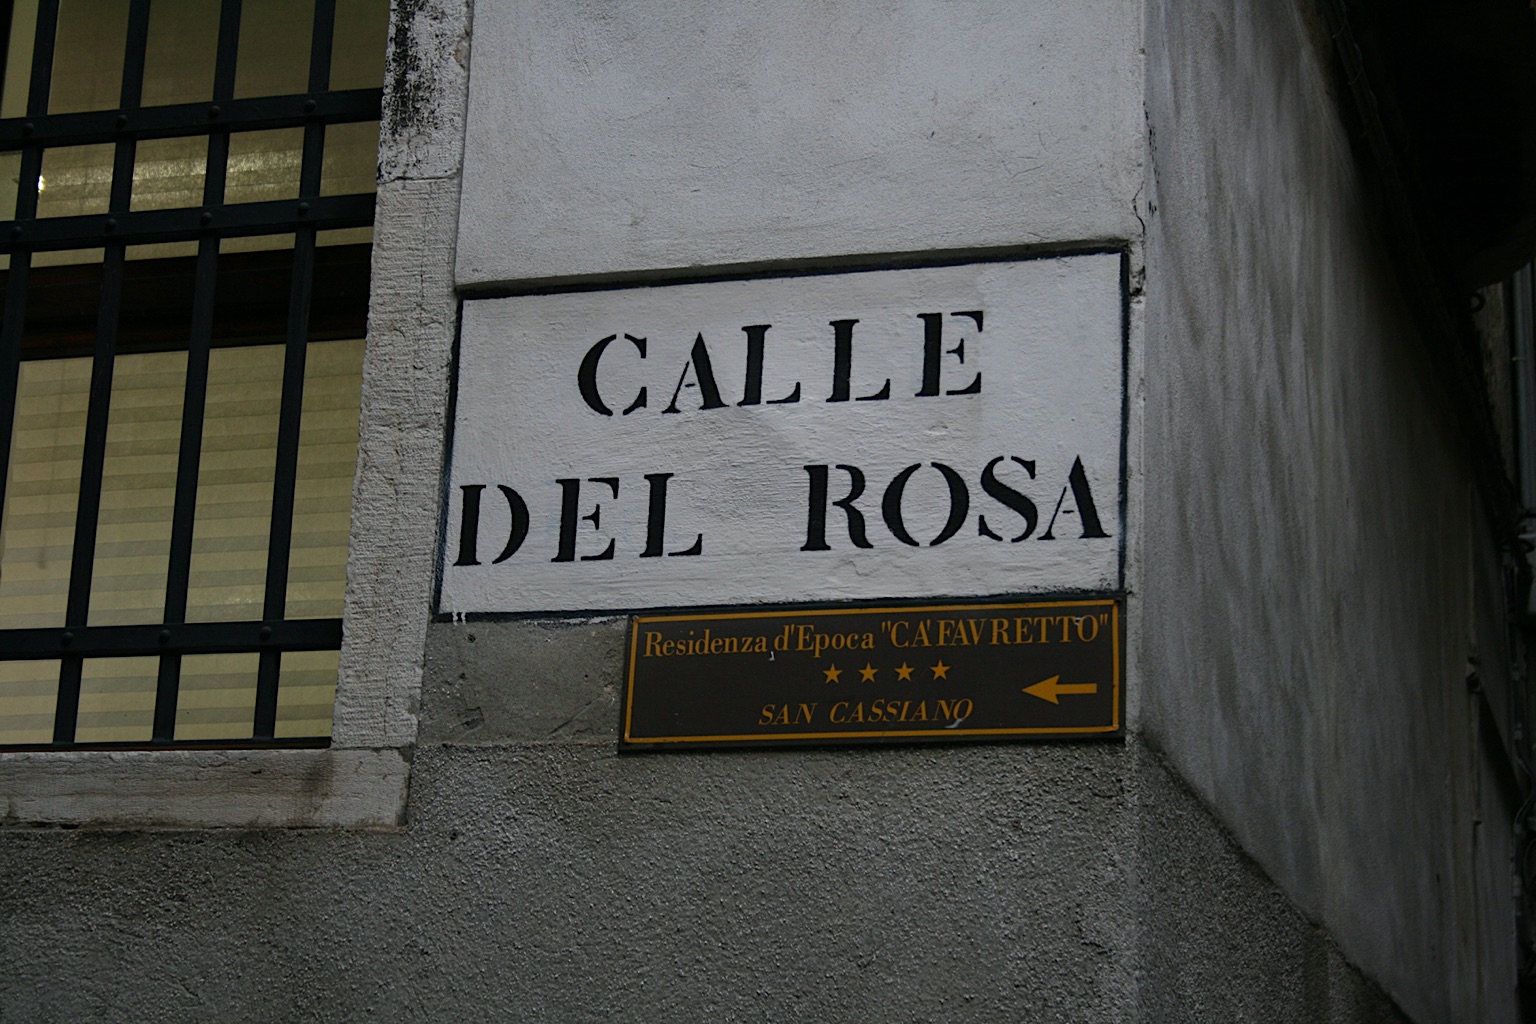 CALLE
DEL ROSA
Residenza d'Epoca "CA'FAVRETTO"
★ ★ ★ ★
SAN CASSIANO